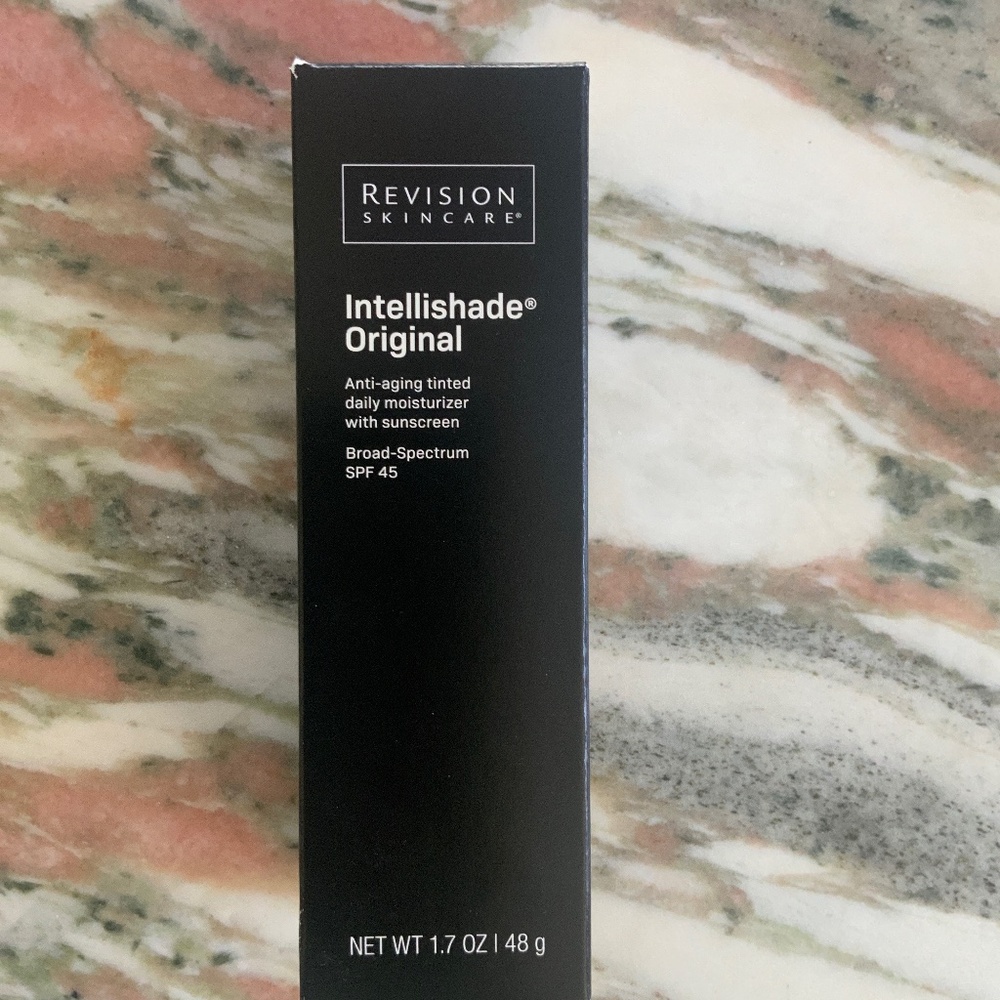 REVISION
SKINCARE®
Intellishade®
Original
Anti-aging tinted
daily moisturizer
with sunscreen
Broad-Spectrum
SPF 45
NET WT 1.7 OZ | 48 g